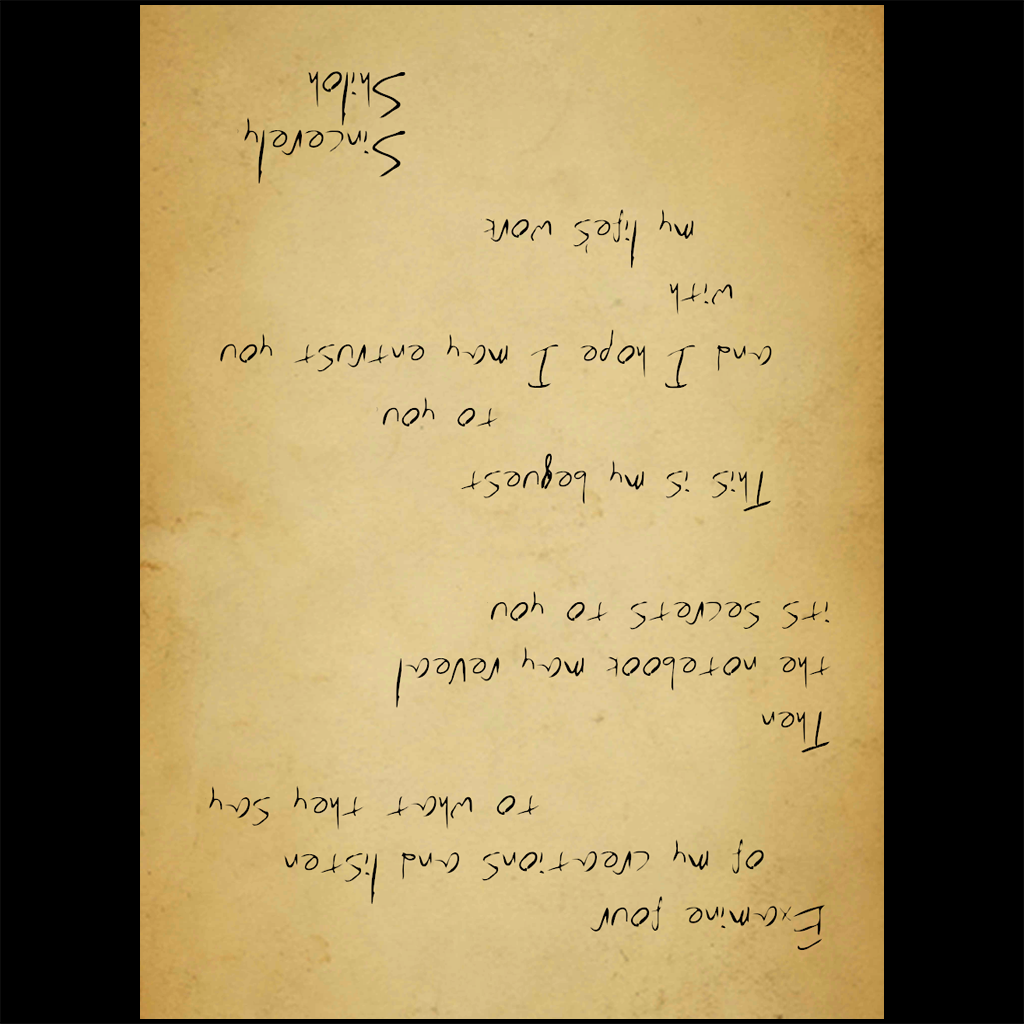 Examine four
of my creations and listen
to what they say
Then
the notebook may reveal
its secrets to you
This is my bequest
to you
and I hope I may entrust you
with
my life's work
Sincerely
Shiloh